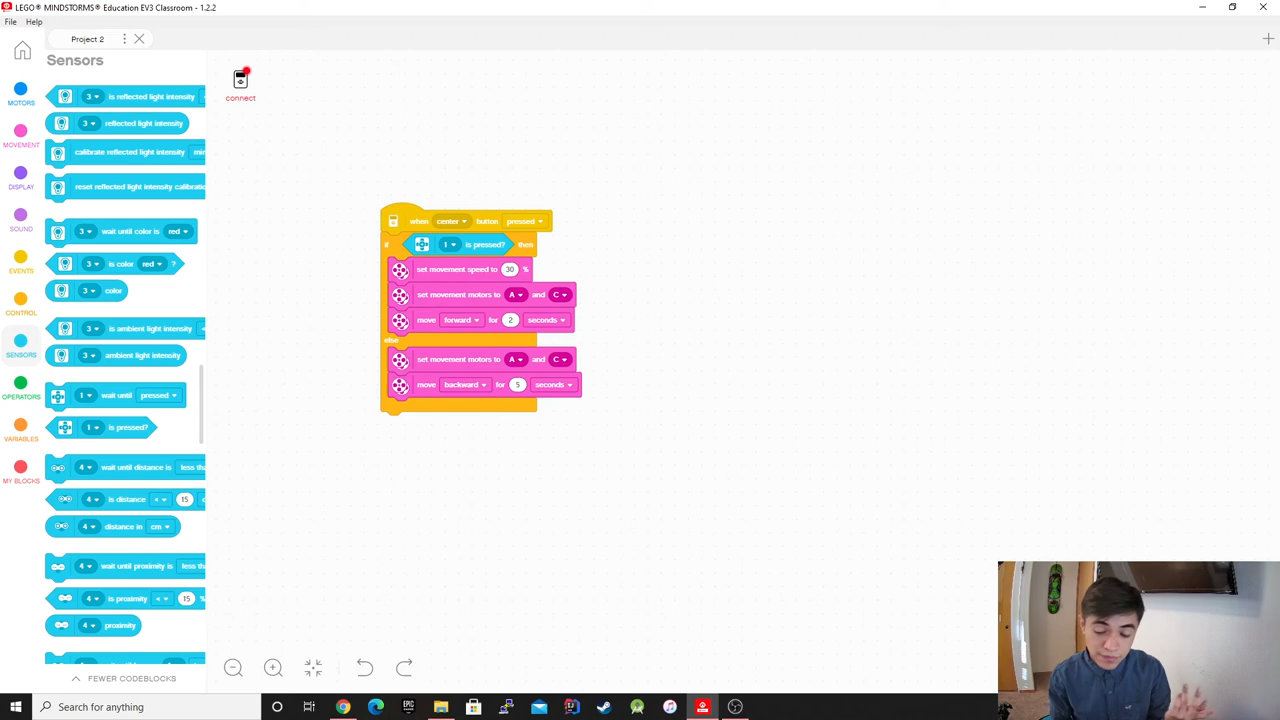 LEGO® MINDSTORMS® Education EV3 Classroom - 1.2.2
File Help
Project 2
Sensors
connect
MOTORS
MOVEMENT
DISPLAY
SOUND
EVENTS
CONTROL
SENSORS
OPERATORS
VARIABLES
MY BLOCKS
3 is reflected light intensity
3 reflected light intensity
calibrate reflected light intensity
reset reflected light intensity calibration
3 wait until color is red
3 is color red ?
3 color
3 is ambient light intensity <
3 ambient light intensity
1 wait until pressed
1 is pressed?
4 wait until distance is less tha
4 is distance < 15
4 distance in cm
4 wait until proximity is less tha
4 is proximity < 15 %
4 proximity
FEWER CODEBLOCKS
when center button pressed
if 1 is pressed? then
set movement speed to 30 %
set movement motors to A and C
move forward for 2 seconds
else
set movement motors to A and C
move backward for 5 seconds
Search for anything